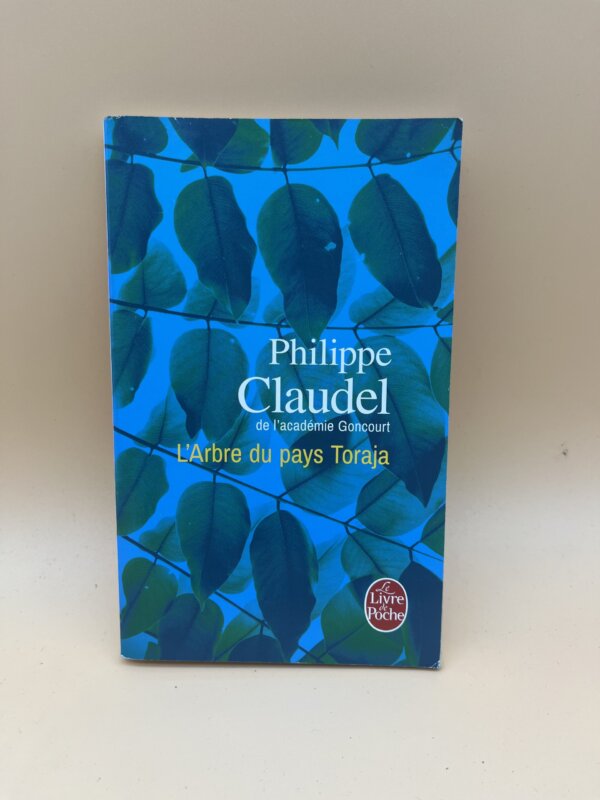 Philippe
Claudel
de l'académie Goncourt
L'Arbre du pays Toraja
Le
Livre
de
Poche